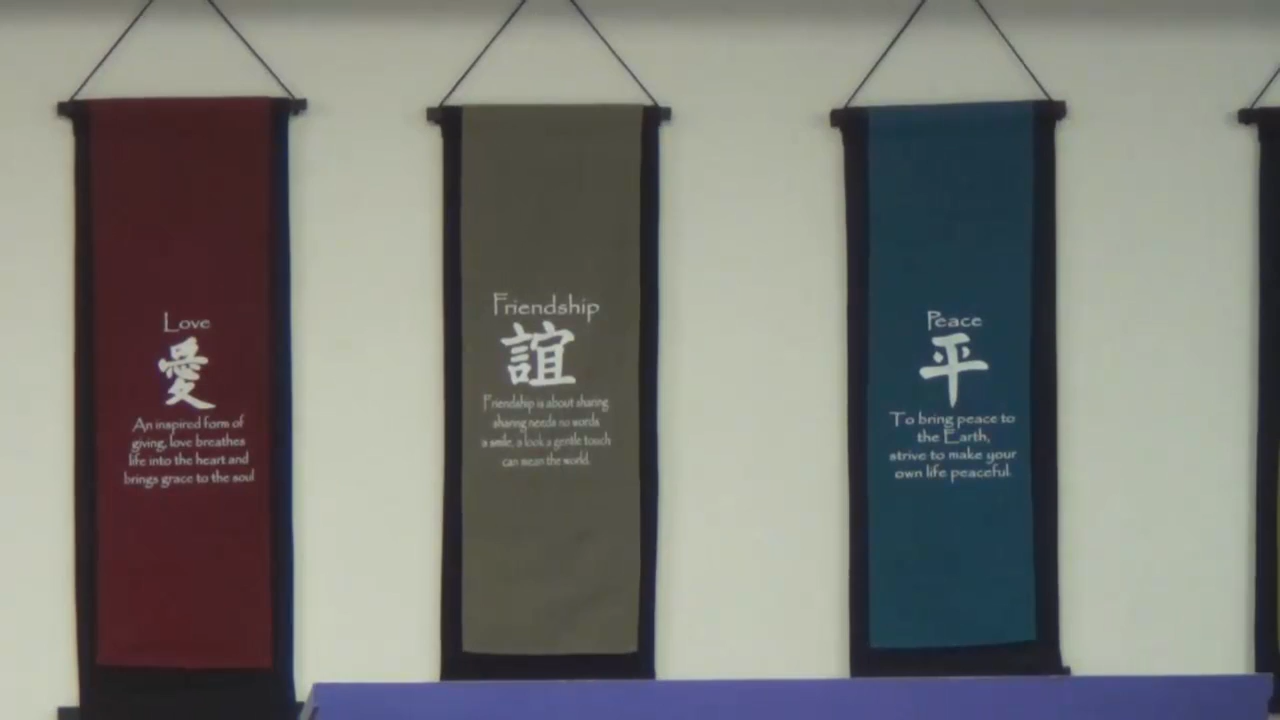 Love
愛
An inspired form of
giving, love breathes
life into the heart and
brings grace to the soul
Friendship
誼
Friendship is about sharing
sharing needs no words
a smile, a look a gentle touch
can mean the world.
Peace
平
To bring peace to
the Earth,
strive to make your
own life peaceful.